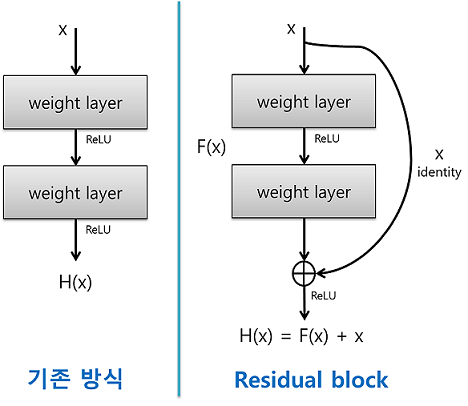 x
weight layer
ReLU
weight layer
ReLU
H(x)
기존 방식
x
weight layer
F(x)
ReLU
weight layer
x
identity
ReLU
H(x) = F(x) + x
Residual block